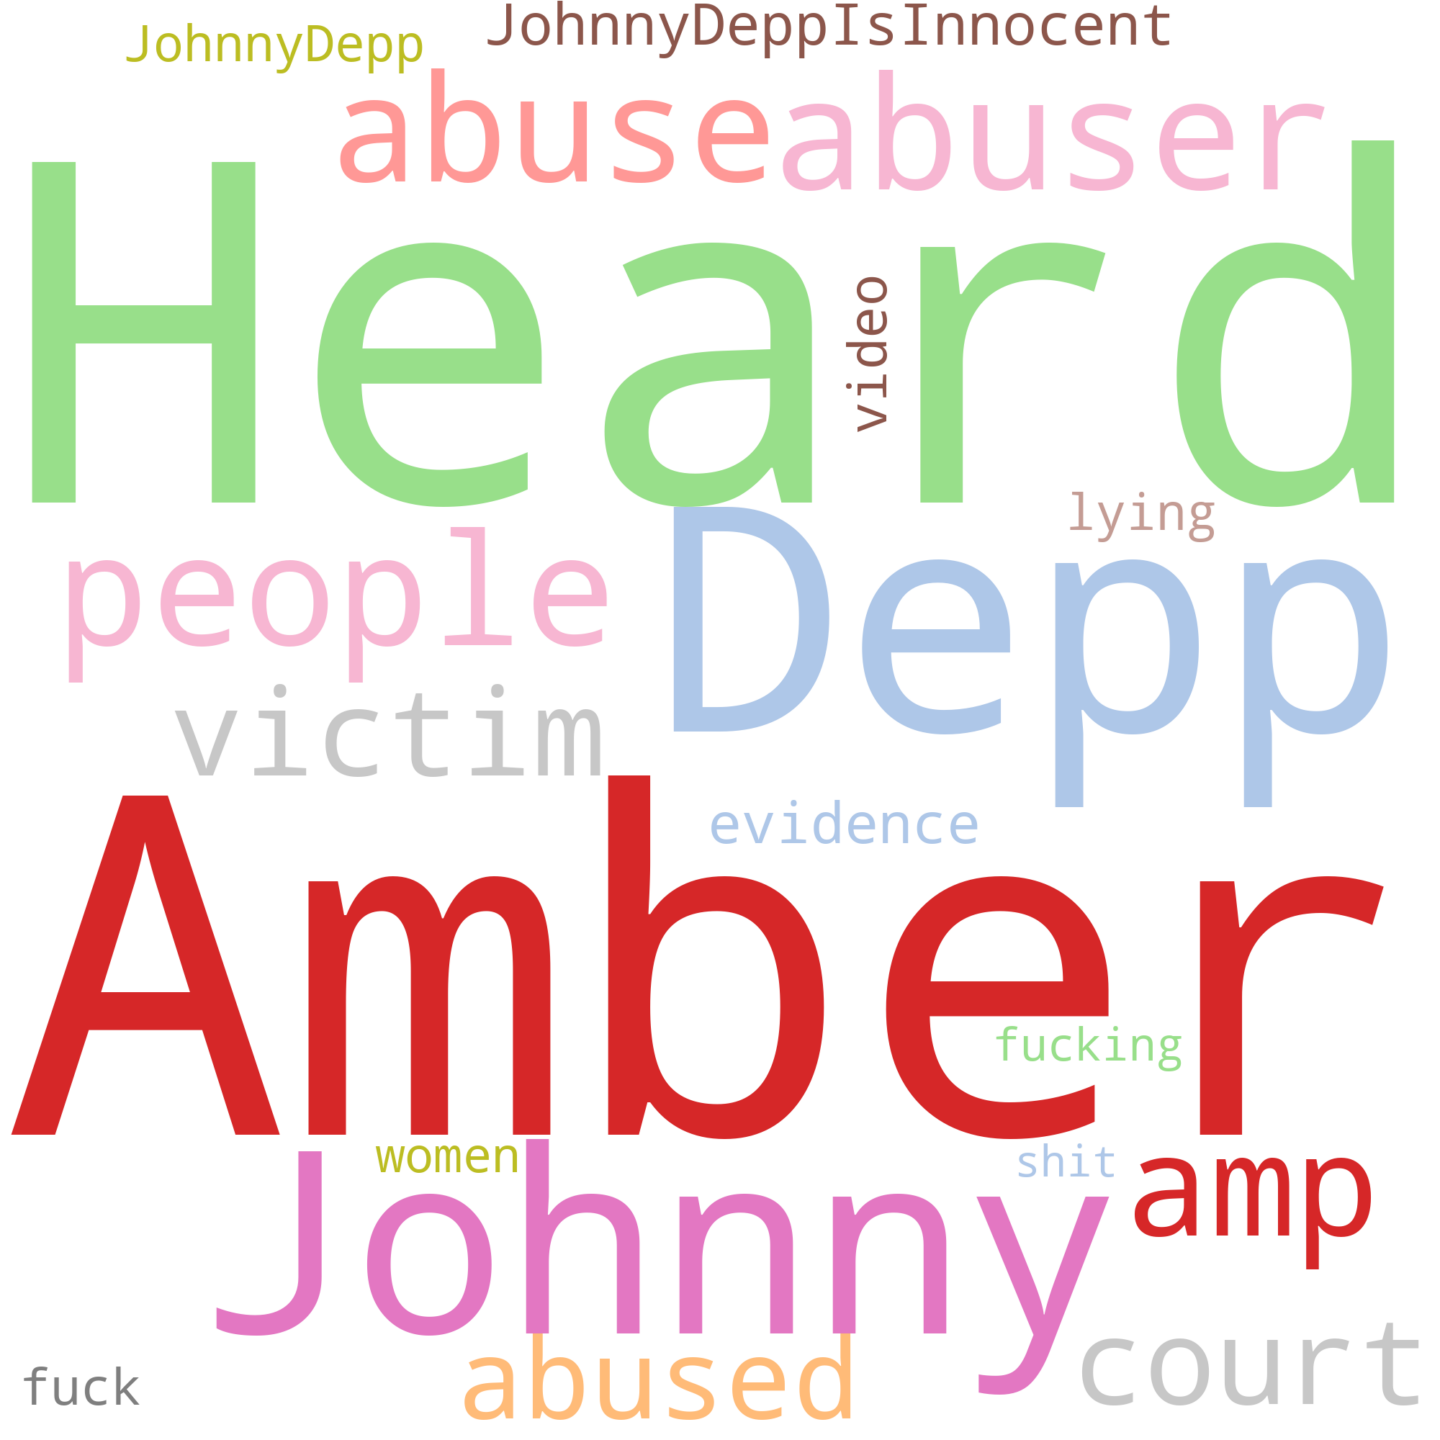 JohnnyDepp
JohnnyDeppIsInnocent
abuse
abuser
Heard
video
lying
people
Depp
victim
evidence
Amber
fucking
women
shit
amp
Johnny
court
abused
fuck